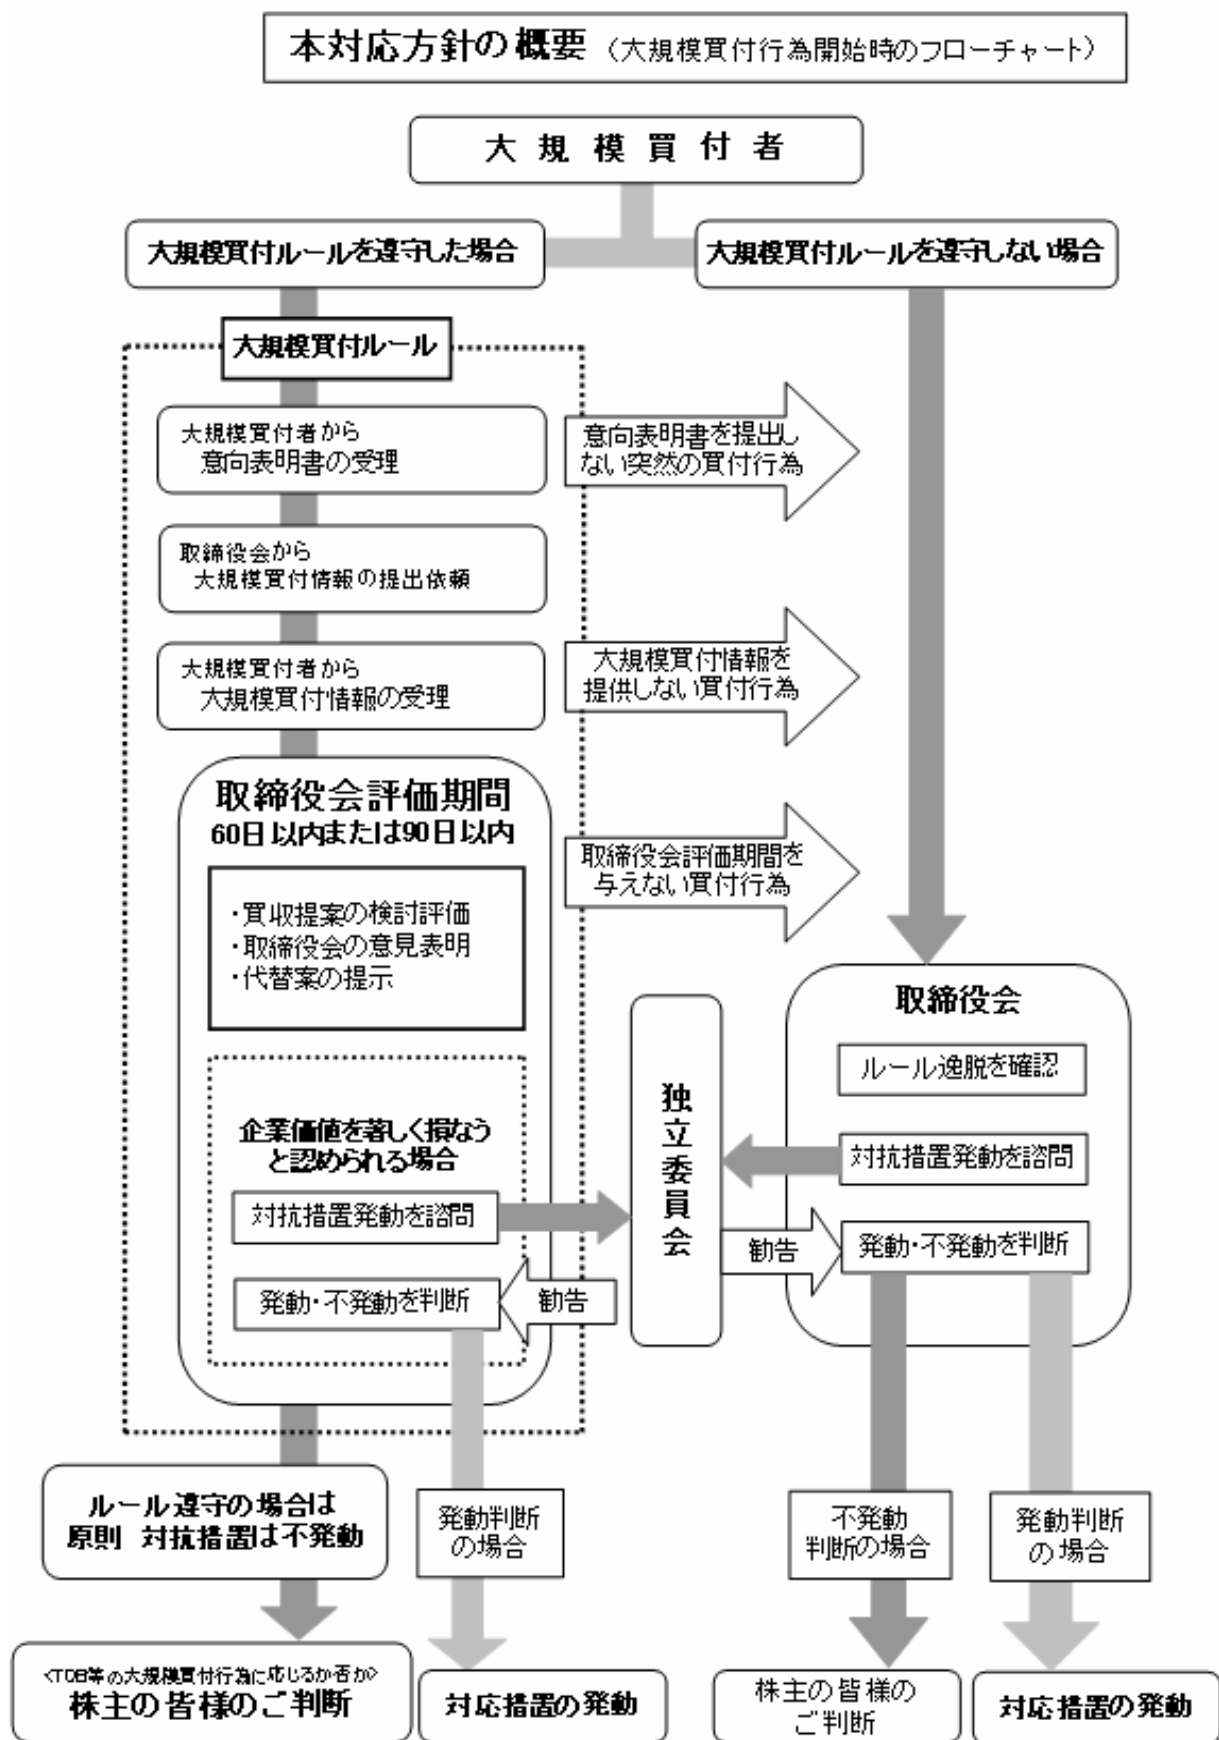 本対応方針の概要 （大規模買付行為開始時のフローチャート）
大規模買付者
大規模買付ルールを遵守した場合
大規模買付ルールを遵守しない場合
大規模買付ルール
大規模買付者から
意向表明書の受理
意向表明書を提出し
ない突然の買付行為
取締役会から
大規模買付情報の提出依頼
大規模買付者から
大規模買付情報の受理
大規模買付情報を
提供しない買付行為
取締役会評価期間
60日以内または90日以内
取締役会評価期間を
与えない買付行為
・買収提案の検討評価
・取締役会の意見表明
・代替案の提示
取締役会
ルール逸脱を確認
独立委員会
企業価値を著しく損なう
と認められる場合
対抗措置発動を諮問
対抗措置発動を諮問
勧告
発動・不発動を判断
発動・不発動を判断
勧告
ルール遵守の場合は
原則 対抗措置は不発動
発動判断
の場合
不発動
判断の場合
発動判断
の場合
<TOB等の大規模買付行為に応じるか否か>
株主の皆様のご判断
対応措置の発動
株主の皆様の
ご判断
対応措置の発動